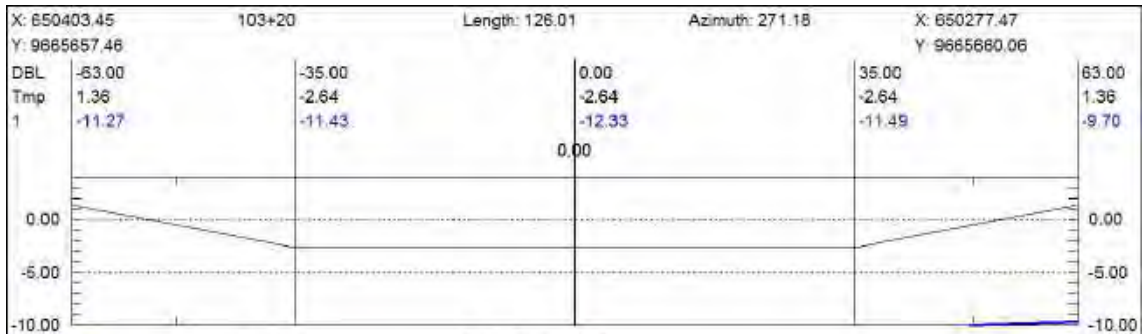 X: 650403.45 103+20 Length: 126.01 Azimuth: 271.18 X: 650277.47
Y: 9665657.46 Y: 9665660.06
DBL -63.00 -35.00 0.00 35.00 63.00
Tmp 1.36 -2.64 -2.64 -2.64 1.36
1 -11.27 -11.43 -12.33 -11.49 -9.70
0.00
0.00 0.00
-5.00 -5.00
-10.00 -10.00